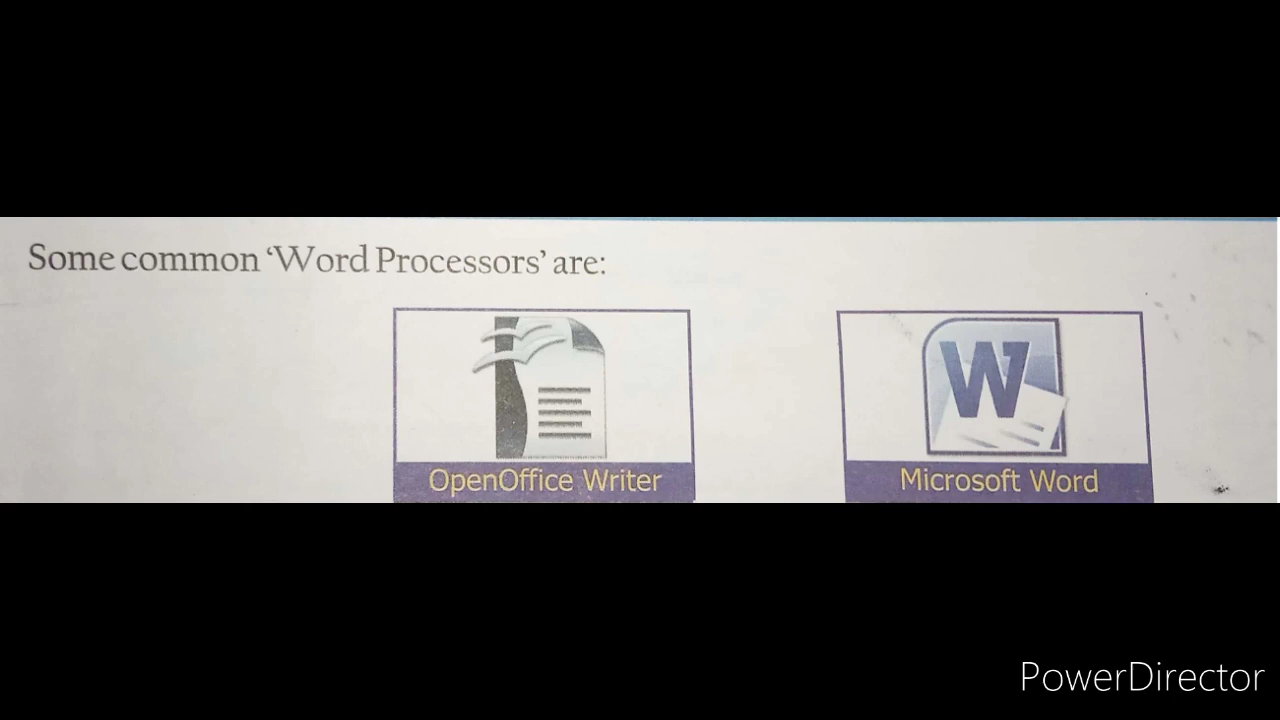 Some common ‘Word Processors’ are:
W
OpenOffice Writer
Microsoft Word
PowerDirector